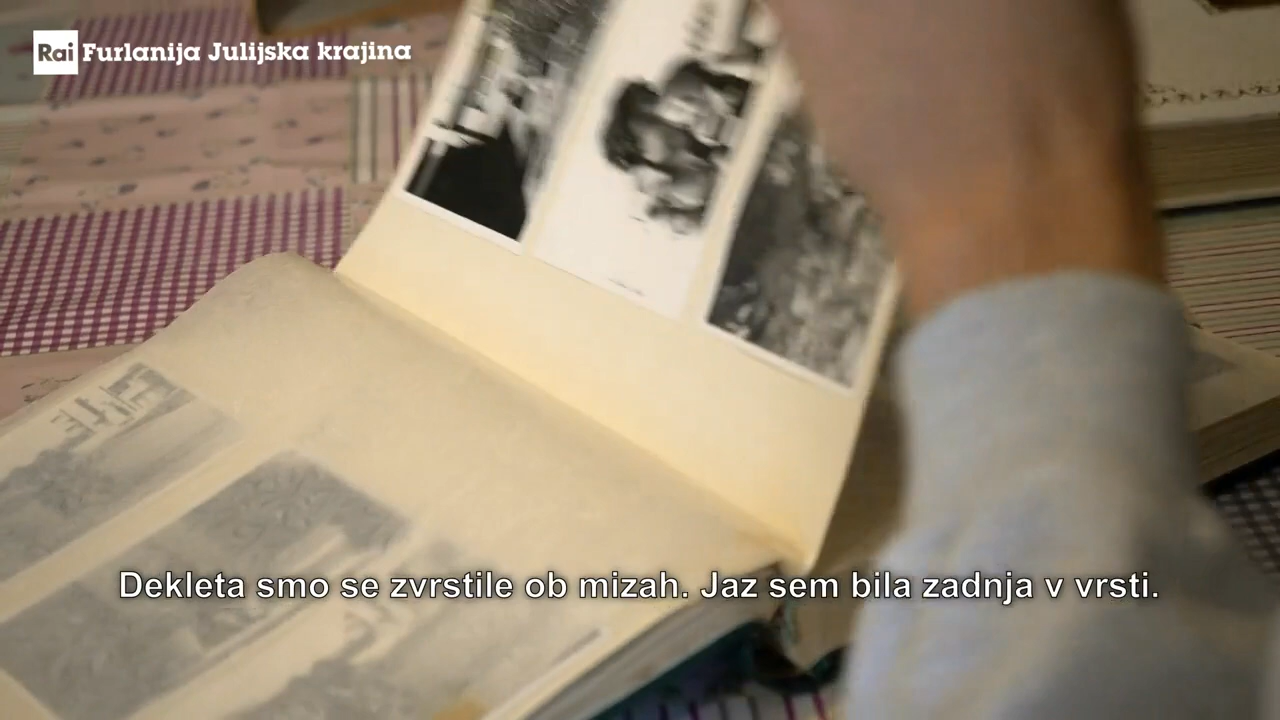 Rai Furlanija Julijska krajina
Dekleta smo se zvrstile ob mizah. Jaz sem bila zadnja v vrsti.